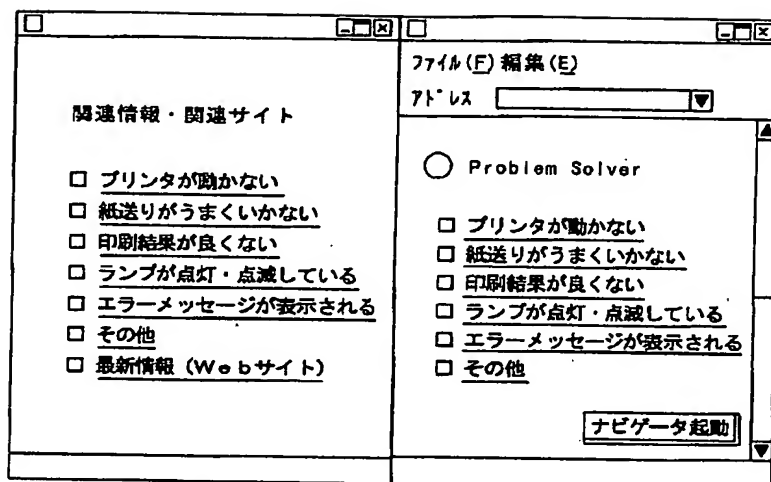 関連情報・関連サイト
プリンタが動かない
紙送りがうまくいかない
印刷結果が良くない
ランプが点灯・点滅している
エラーメッセージが表示される
その他
最新情報（Webサイト）
ファイル(F) 編集(E)
アドレス
Problem Solver
プリンタが動かない
紙送りがうまくいかない
印刷結果が良くない
ランプが点灯・点滅している
エラーメッセージが表示される
その他
ナビゲータ起動